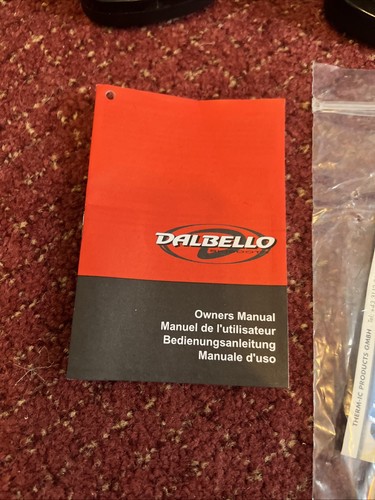 DALBELLO
Owners Manual
Manuel de l'utilisateur
Bedienungsanleitung
Manuale d'uso
THERM-IC PRODUCTS GMBH